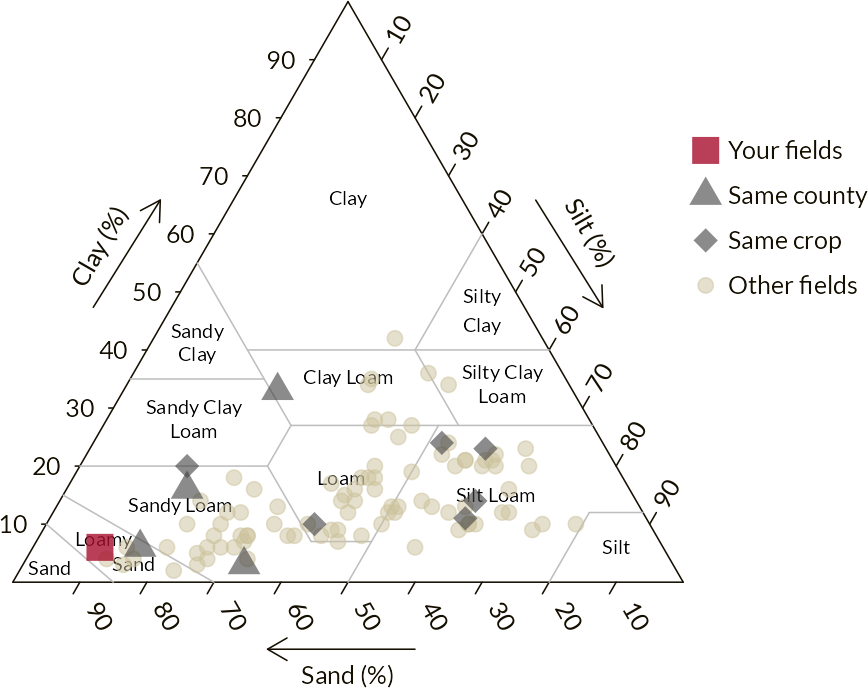 90
10
80
20
70
30
60
40
50
50
40
60
30
70
20
80
10
90
Clay (%)
Silt (%)
Clay
Silty
Clay
Sandy
Clay
Clay Loam
Silty Clay
Loam
Sandy Clay
Loam
Loam
Sandy Loam
Silt Loam
Loamy
Sand
Sand
Silt
90
80
70
60
50
40
30
20
10
Sand (%)
Your fields
Same county
Same crop
Other fields